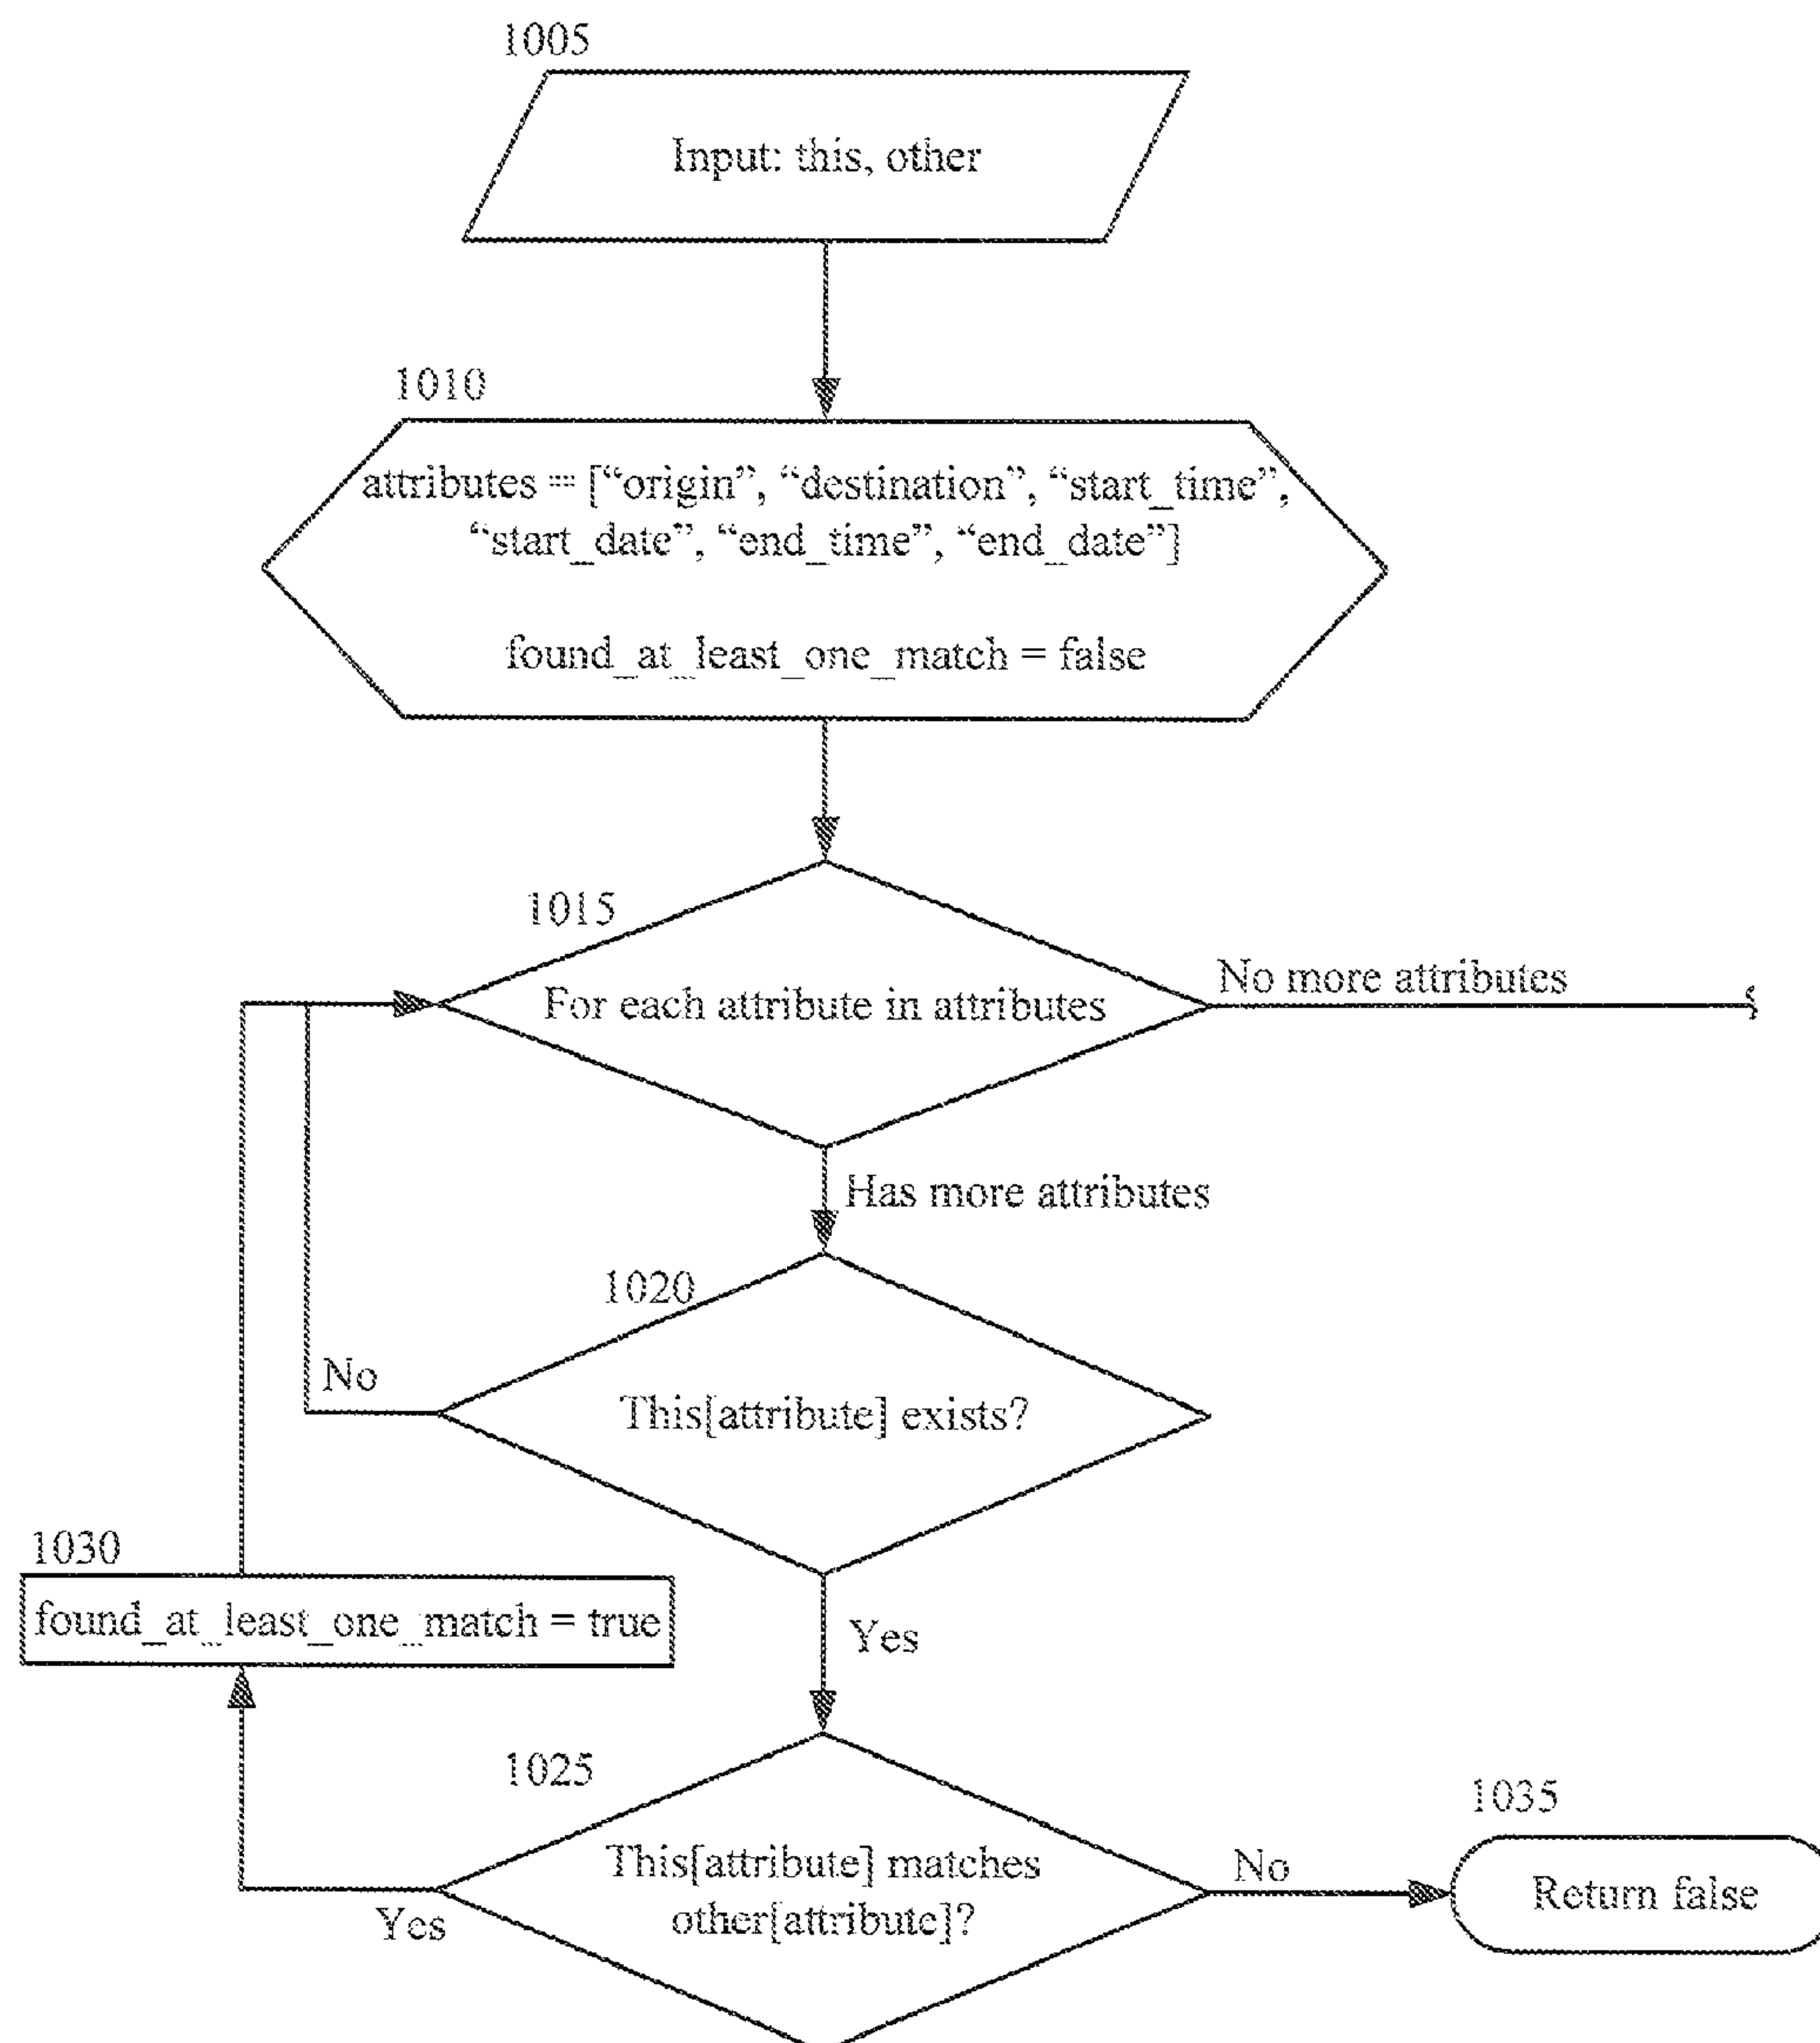 1005
Input: this, other
1010
attributes = [“origin”, “destination”, “start_time”,
“start_date”, “end_time”, “end_date”]
found_at_least_one_match = false
1015
For each attribute in attributes
No more attributes
Has more attributes
1020
This[attribute] exists?
No
1030
found_at_least_one_match = true
Yes
1025
This[attribute] matches
other[attribute]?
Yes
No
1035
Return false